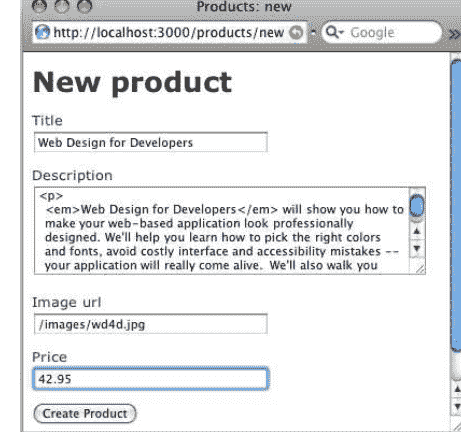 Products: new
http://localhost:3000/products/new
Google
New product
Title
Web Design for Developers
Description
<p>
<em>Web Design for Developers</em> will show you how to
make your web-based application look professionally
designed. We'll help you learn how to pick the right colors
and fonts, avoid costly interface and accessibility mistakes --
your application will really come alive. We'll also walk you
Image url
/images/wd4d.jpg
Price
42.95
Create Product